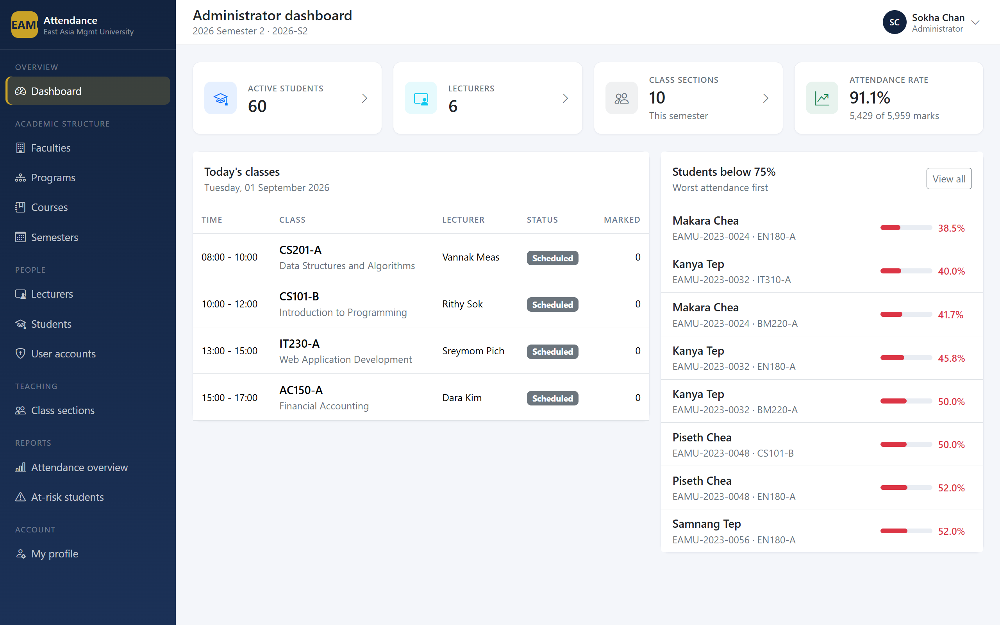 EAMU
Attendance
East Asia Mgmt University
OVERVIEW
Dashboard
ACADEMIC STRUCTURE
Faculties
Programs
Courses
Semesters
PEOPLE
Lecturers
Students
User accounts
TEACHING
Class sections
REPORTS
Attendance overview
At-risk students
ACCOUNT
My profile
Administrator dashboard
2026 Semester 2 · 2026-S2
SC
Sokha Chan
Administrator
ACTIVE STUDENTS
60
LECTURERS
6
CLASS SECTIONS
10
This semester
ATTENDANCE RATE
91.1%
5,429 of 5,959 marks
Today's classes
Tuesday, 01 September 2026
TIME CLASS LECTURER STATUS MARKED
08:00 - 10:00 CS201-A Vannak Meas Scheduled 0
Data Structures and Algorithms
10:00 - 12:00 CS101-B Rithy Sok Scheduled 0
Introduction to Programming
13:00 - 15:00 IT230-A Sreymom Pich Scheduled 0
Web Application Development
15:00 - 17:00 AC150-A Dara Kim Scheduled 0
Financial Accounting
Students below 75%
Worst attendance first
View all
Makara Chea
EAMU-2023-0024 · EN180-A
38.5%
Kanya Tep
EAMU-2023-0032 · IT310-A
40.0%
Makara Chea
EAMU-2023-0024 · BM220-A
41.7%
Kanya Tep
EAMU-2023-0032 · EN180-A
45.8%
Kanya Tep
EAMU-2023-0032 · BM220-A
50.0%
Piseth Chea
EAMU-2023-0048 · CS101-B
50.0%
Piseth Chea
EAMU-2023-0048 · EN180-A
52.0%
Samnang Tep
EAMU-2023-0056 · EN180-A
52.0%